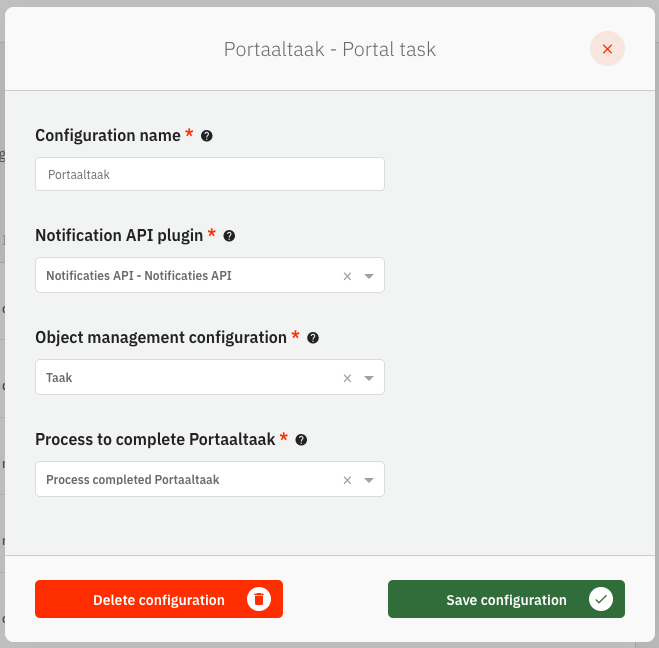 Portaaltaak - Portal task
Configuration name *
Portaaltaak
Notification API plugin *
Notificaties API - Notificaties API
Object management configuration *
Taak
Process to complete Portaaltaak *
Process completed Portaaltaak
Delete configuration
Save configuration